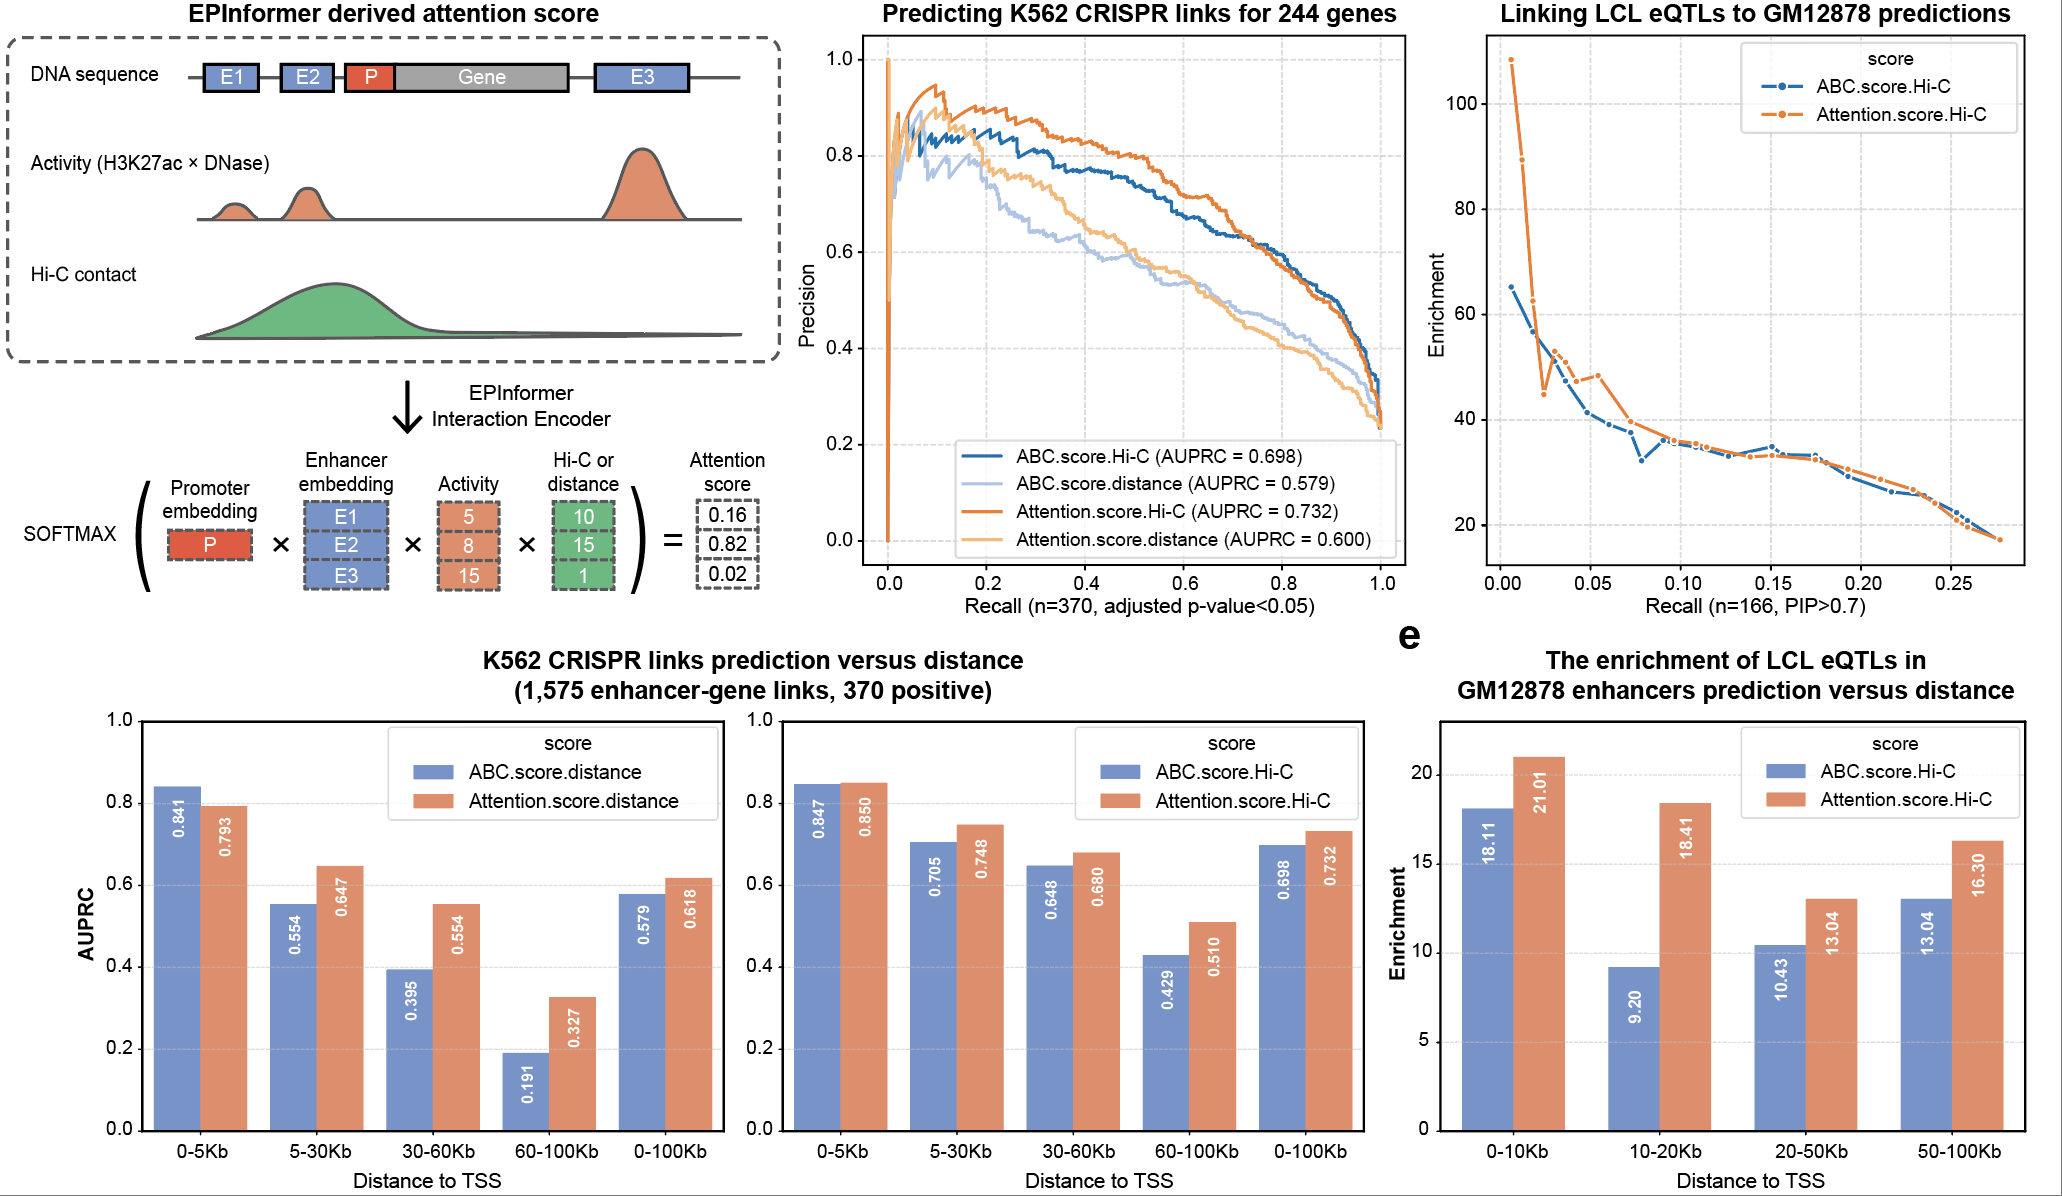 EPInformer derived attention score
DNA sequence
E1
E2
P
Gene
E3
Activity (H3K27ac × DNase)
Hi-C contact
EPInformer
Interaction Encoder
SOFTMAX
Promoter
embedding
P
×
Enhancer
embedding
E1
E2
E3
×
Activity
5
8
15
×
Hi-C or
distance
10
15
1
=
Attention
score
0.16
0.82
0.02
Predicting K562 CRISPR links for 244 genes
Precision
1.0
0.8
0.6
0.4
0.2
0.0
ABC.score.Hi-C (AUPRC = 0.698)
ABC.score.distance (AUPRC = 0.579)
Attention.score.Hi-C (AUPRC = 0.732)
Attention.score.distance (AUPRC = 0.600)
0.0 0.2 0.4 0.6 0.8 1.0
Recall (n=370, adjusted p-value<0.05)
Linking LCL eQTLs to GM12878 predictions
Enrichment
100
80
60
40
20
score
ABC.score.Hi-C
Attention.score.Hi-C
0.00 0.05 0.10 0.15 0.20 0.25
Recall (n=166, PIP>0.7)
K562 CRISPR links prediction versus distance
(1,575 enhancer-gene links, 370 positive)
AUPRC
1.0
0.8
0.6
0.4
0.2
0.0
score
ABC.score.distance
Attention.score.distance
0.841
0.793
0.554
0.647
0.395
0.554
0.191
0.327
0.579
0.618
0-5Kb 5-30Kb 30-60Kb 60-100Kb 0-100Kb
Distance to TSS
1.0
0.8
0.6
0.4
0.2
0.0
score
ABC.score.Hi-C
Attention.score.Hi-C
0.847
0.850
0.705
0.748
0.648
0.680
0.429
0.510
0.698
0.732
0-5Kb 5-30Kb 30-60Kb 60-100Kb 0-100Kb
Distance to TSS
e
The enrichment of LCL eQTLs in
GM12878 enhancers prediction versus distance
Enrichment
20
15
10
5
0
score
ABC.score.Hi-C
Attention.score.Hi-C
18.11
21.01
9.20
18.41
10.43
13.04
13.04
16.30
0-10Kb 10-20Kb 20-50Kb 50-100Kb
Distance to TSS